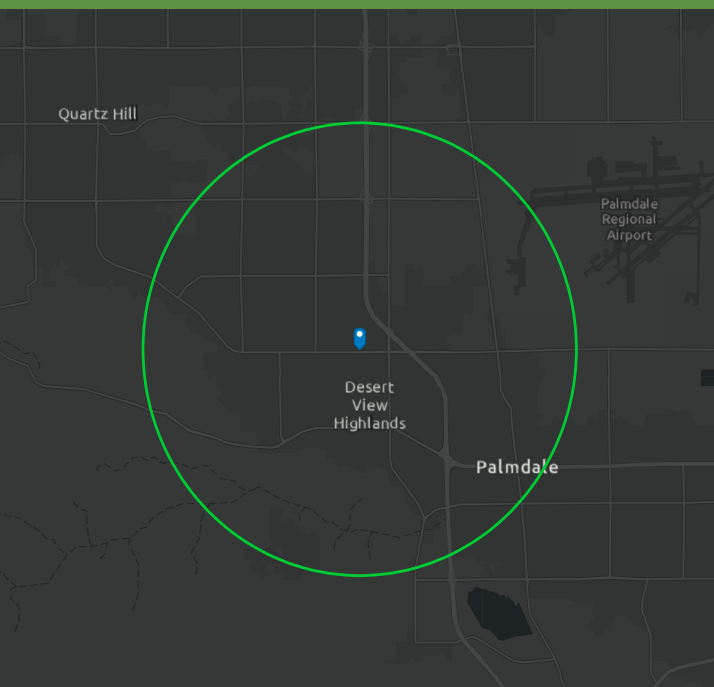 Quartz Hill
Palmdale
Regional
Airport
Desert
View
Highlands
Palmdale